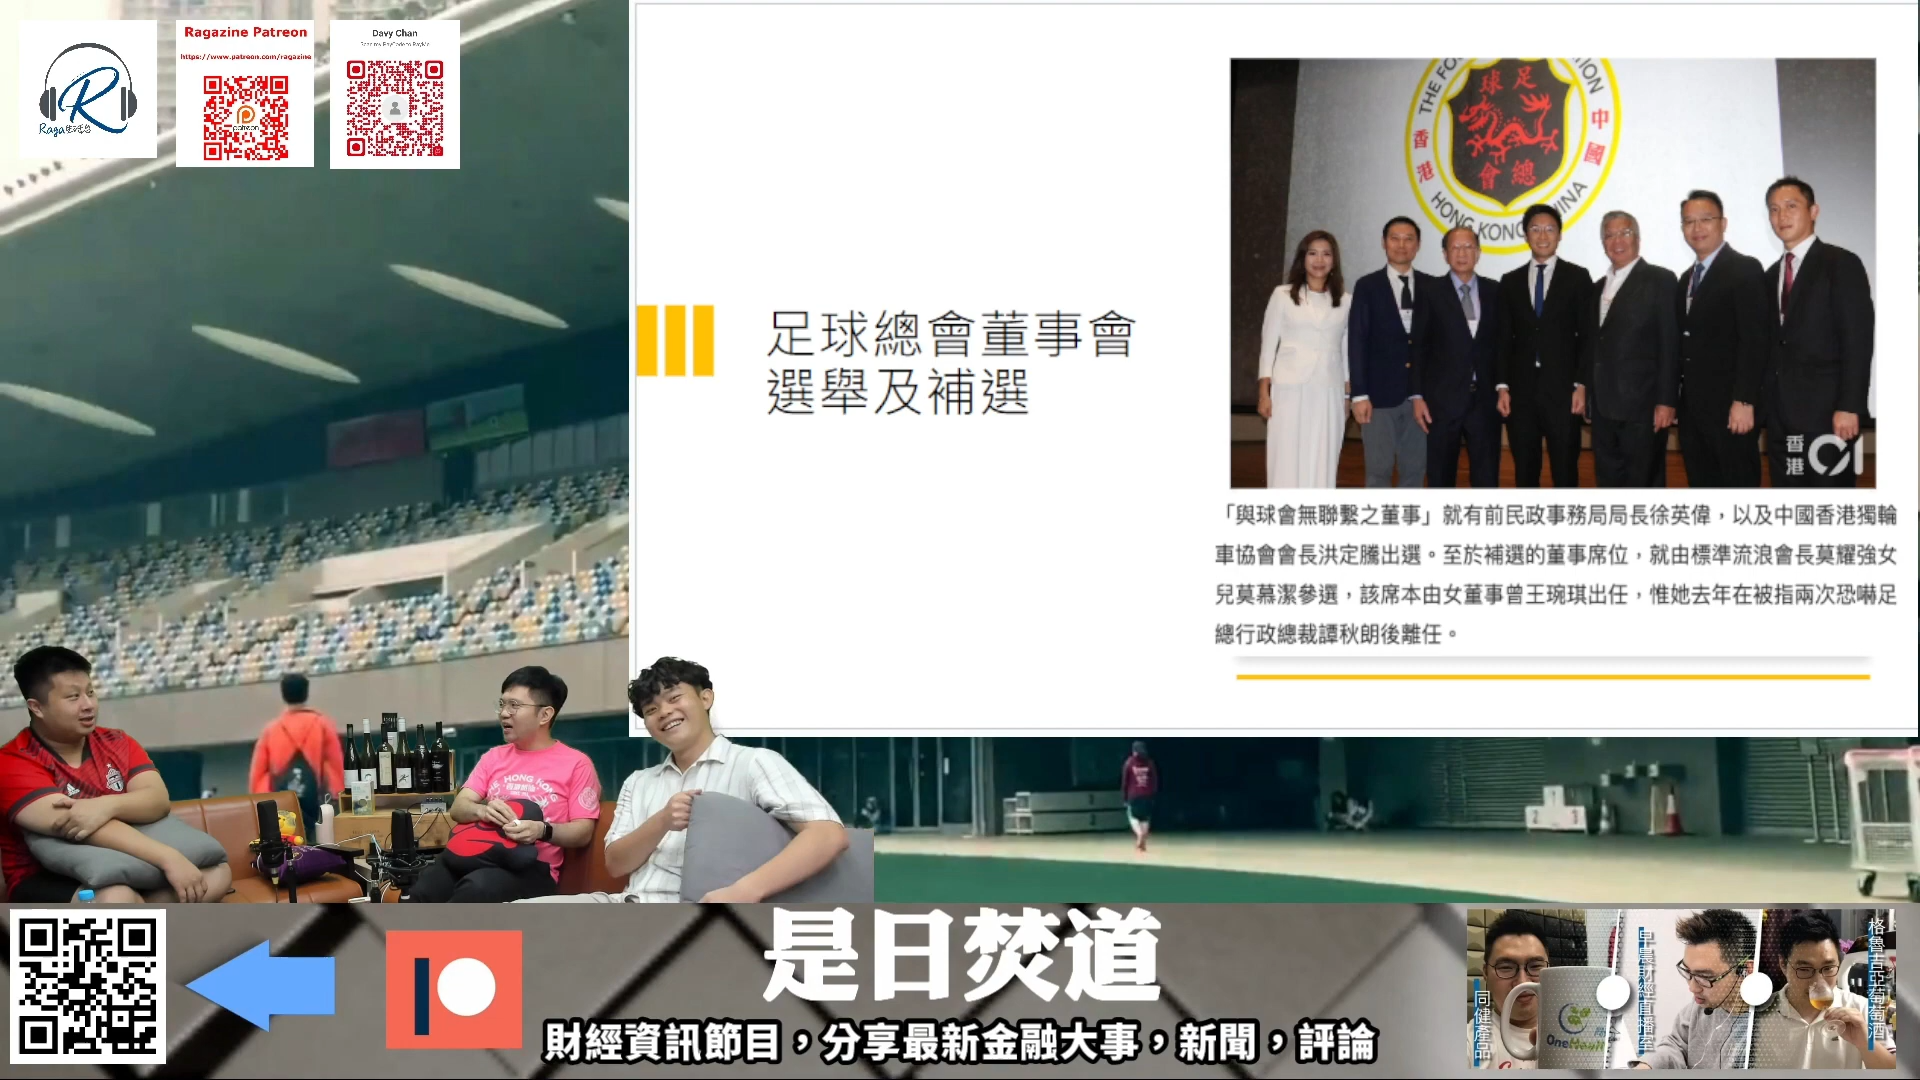 Raga
Ragazine Patreon
https://www.patreon.com/ragazine
patreon
Davy Chan
足球總會董事會
選舉及補選
足
球
總
會
中
國
香
港
HONG KONG
香
港 01
「與球會無聯繫之董事」就有前民政事務局局長徐英偉，以及中國香港獨輪
車協會會長洪定騰出選。至於補選的董事席位，就由標準流浪會長莫耀強女
兒莫慕潔參選，該席本由女董事曾王琬琪出任，惟她去年在被指兩次恐嚇足
總行政總裁譚秋朗後離任。
HONG KONG
是日焚道
財經資訊節目，分享最新金融大事，新聞，評論
同健產品
早晨財經直播室
格魯吉亞葡萄酒